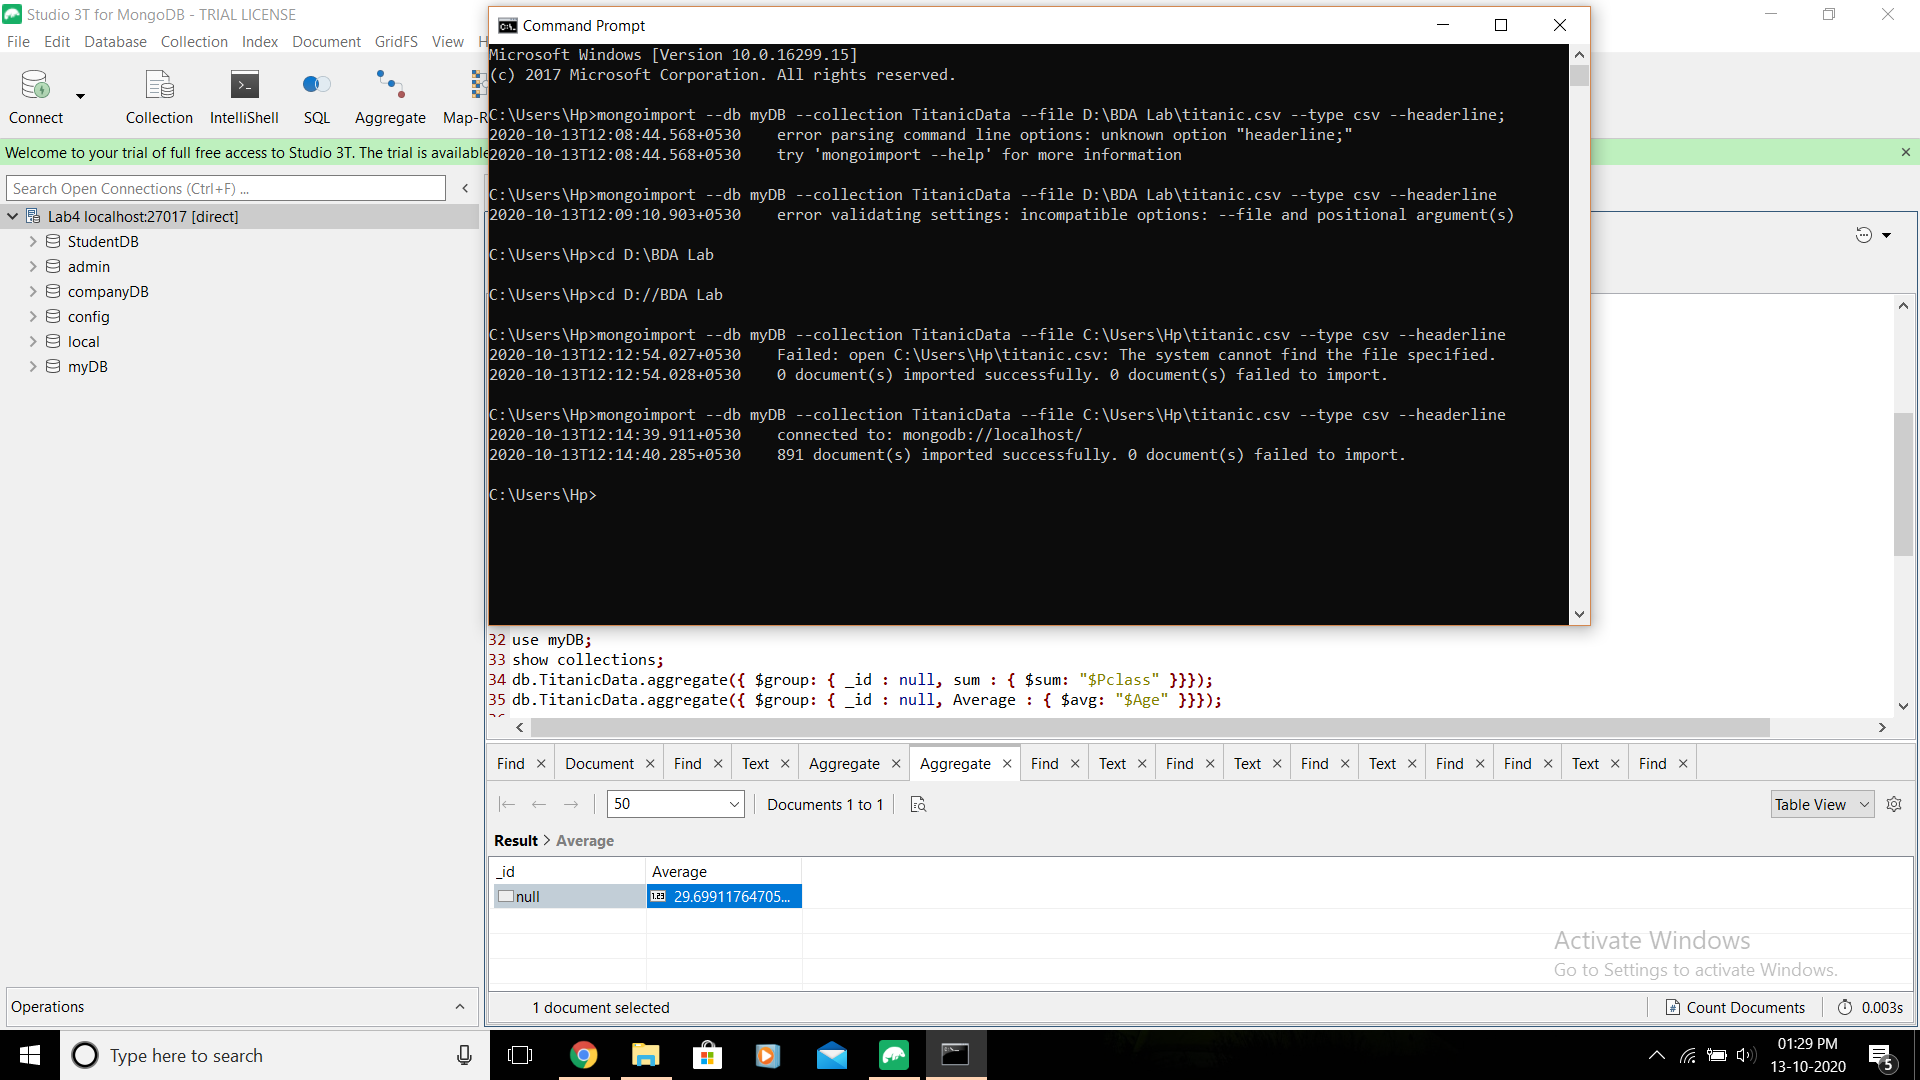 Studio 3T for MongoDB - TRIAL LICENSE
File Edit Database Collection Index Document GridFS View H
Connect Collection IntelliShell SQL Aggregate Map-R
Welcome to your trial of full free access to Studio 3T. The trial is available
Search Open Connections (Ctrl+F) ...
Lab4 localhost:27017 [direct]
StudentDB
admin
companyDB
config
local
myDB
Operations
Command Prompt
Microsoft Windows [Version 10.0.16299.15]
(c) 2017 Microsoft Corporation. All rights reserved.
C:\Users\Hp>mongoimport --db myDB --collection TitanicData --file D:\BDA Lab\titanic.csv --type csv --headerline;
2020-10-13T12:08:44.568+0530    error parsing command line options: unknown option "headerline;"
2020-10-13T12:08:44.568+0530    try 'mongoimport --help' for more information
C:\Users\Hp>mongoimport --db myDB --collection TitanicData --file D:\BDA Lab\titanic.csv --type csv --headerline
2020-10-13T12:09:10.903+0530    error validating settings: incompatible options: --file and positional argument(s)
C:\Users\Hp>cd D:\BDA Lab
C:\Users\Hp>cd D://BDA Lab
C:\Users\Hp>mongoimport --db myDB --collection TitanicData --file C:\Users\Hp\titanic.csv --type csv --headerline
2020-10-13T12:12:54.027+0530    Failed: open C:\Users\Hp\titanic.csv: The system cannot find the file specified.
2020-10-13T12:12:54.028+0530    0 document(s) imported successfully. 0 document(s) failed to import.
C:\Users\Hp>mongoimport --db myDB --collection TitanicData --file C:\Users\Hp\titanic.csv --type csv --headerline
2020-10-13T12:14:39.911+0530    connected to: mongodb://localhost/
2020-10-13T12:14:40.285+0530    891 document(s) imported successfully. 0 document(s) failed to import.
C:\Users\Hp>
32 use myDB;
33 show collections;
34 db.TitanicData.aggregate({ $group: { _id : null, sum : { $sum: "$Pclass" }}});
35 db.TitanicData.aggregate({ $group: { _id : null, Average : { $avg: "$Age" }}});
Find Document Find Text Aggregate Aggregate Find Text Find Text Find Text Find Find Text Find
50 Documents 1 to 1 Table View
Result > Average
_id Average
null 1.23 29.69911764705...
Activate Windows
Go to Settings to activate Windows.
1 document selected Count Documents 0.003s
Type here to search
01:29 PM
13-10-2020
5